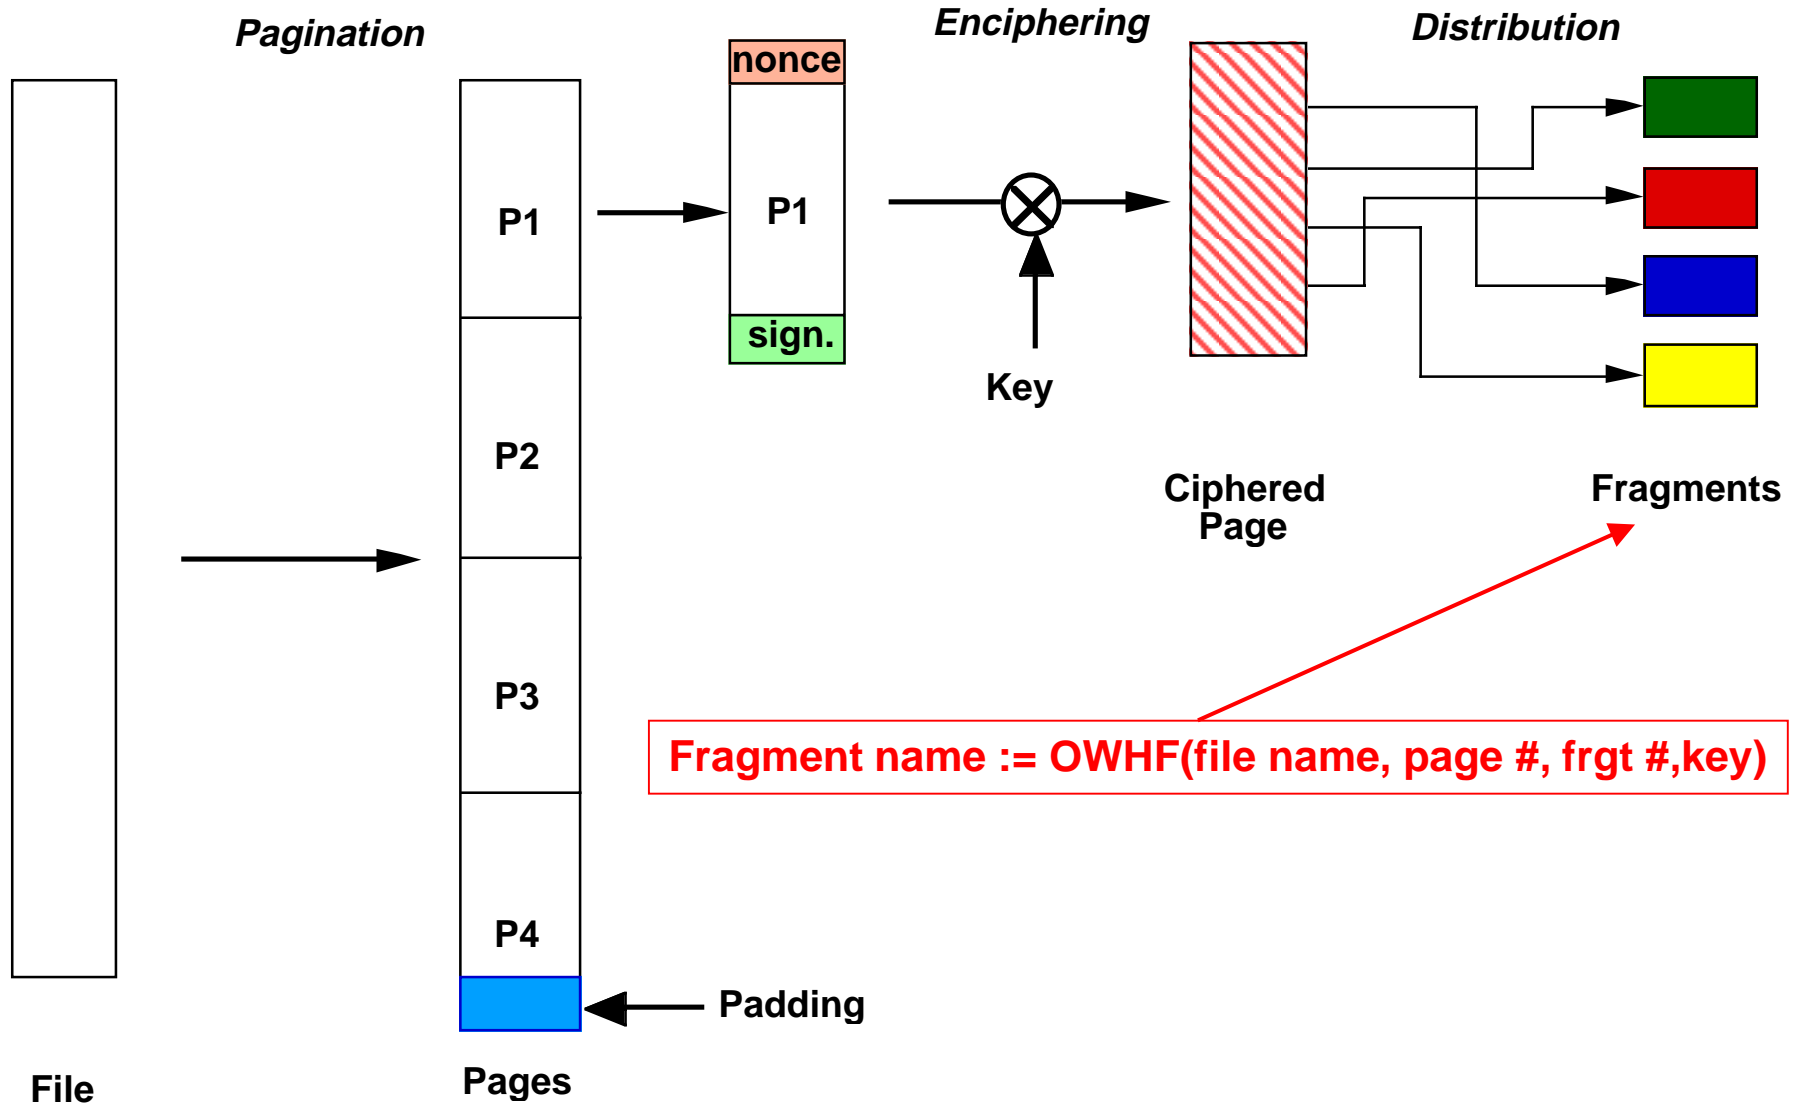 Pagination
Enciphering
Distribution
nonce
P1
P1
sign.
Key
P2
Ciphered
Page
Fragments
P3
Fragment name := OWHF(file name, page #, frgt #,key)
P4
Padding
File
Pages